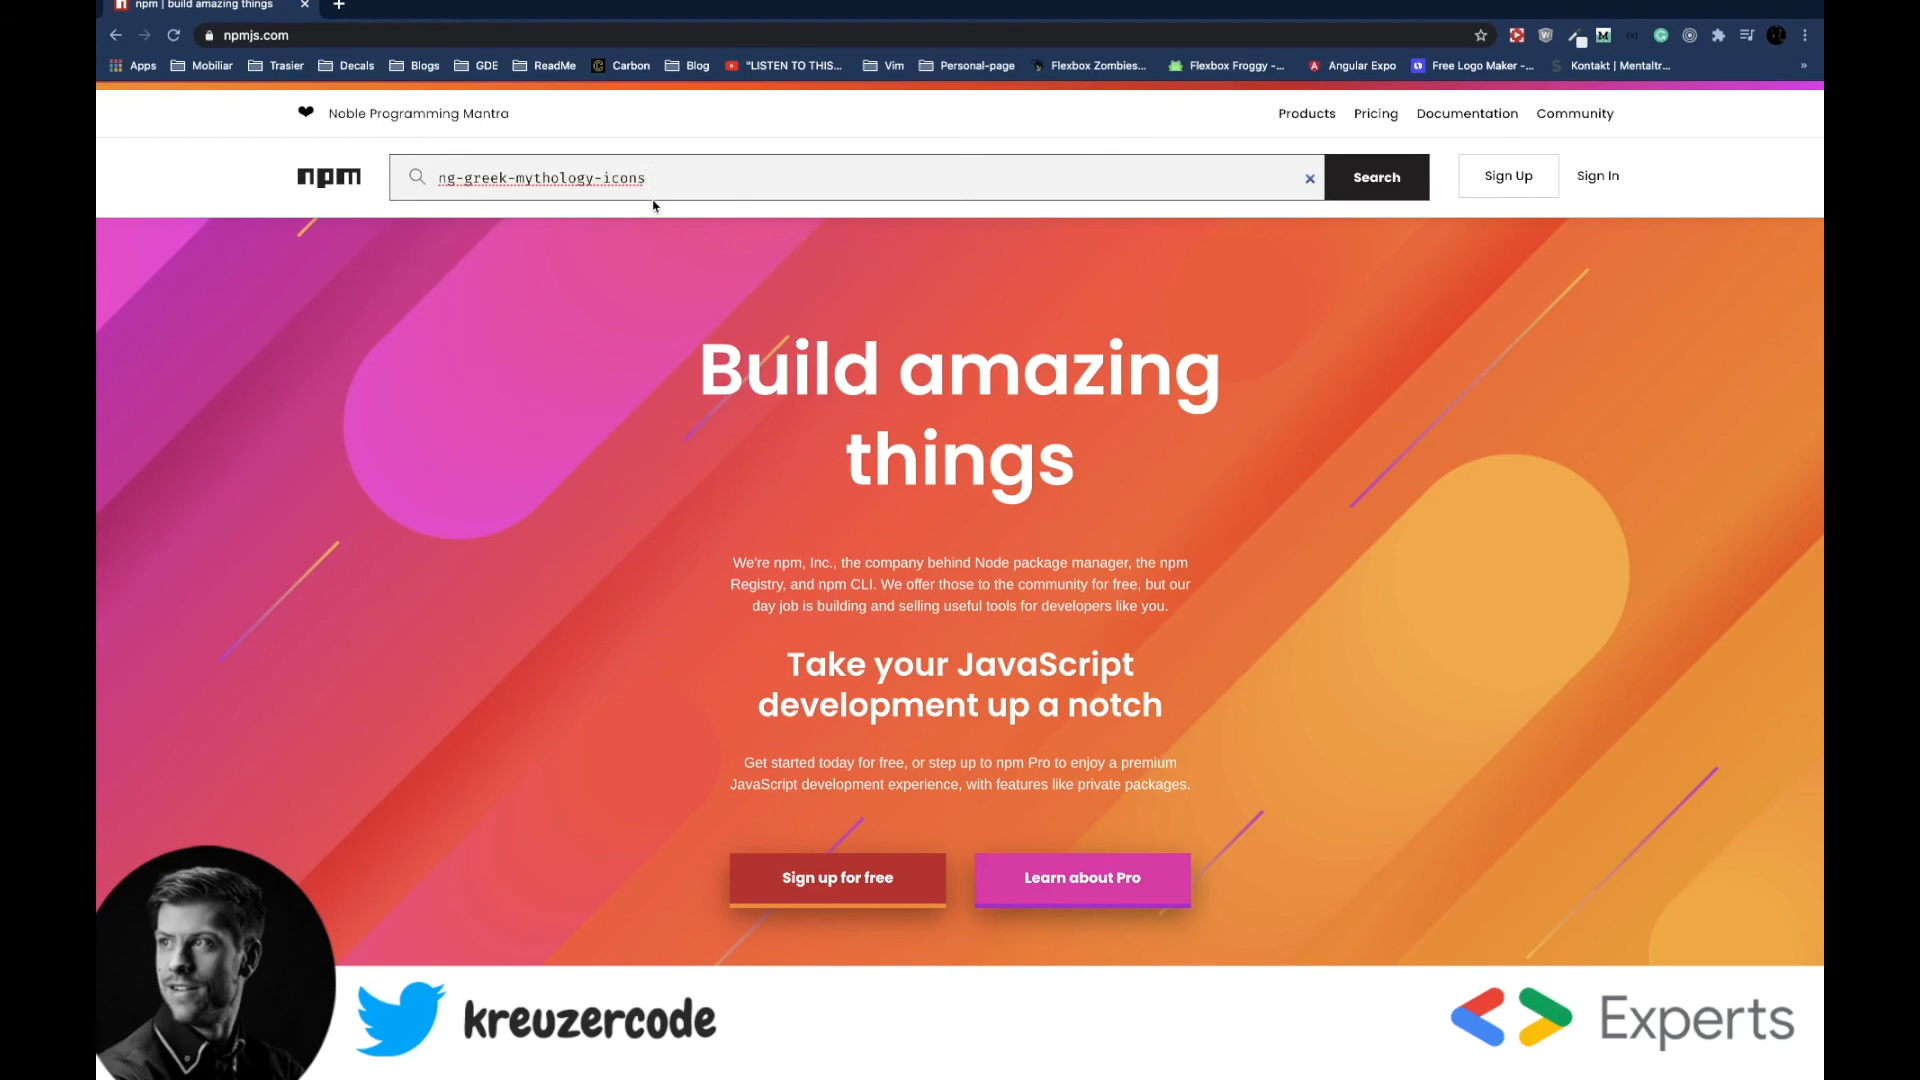 npm | build amazing things
npmjs.com
Apps Mobiliar Trasier Decals Blogs GDE ReadMe Carbon Blog "LISTEN TO THIS... Vim Personal-page Flexbox Zombies... Flexbox Froggy -... Angular Expo Free Logo Maker -... Kontakt | Mentaltr... »
Noble Programming Mantra Products Pricing Documentation Community
npm ng-greek-mythology-icons Search Sign Up Sign In
Build amazing
things
We're npm, Inc., the company behind Node package manager, the npm
Registry, and npm CLI. We offer those to the community for free, but our
day job is building and selling useful tools for developers like you.
Take your JavaScript
development up a notch
Get started today for free, or step up to npm Pro to enjoy a premium
JavaScript development experience, with features like private packages.
Sign up for free Learn about Pro
kreuzercode Experts